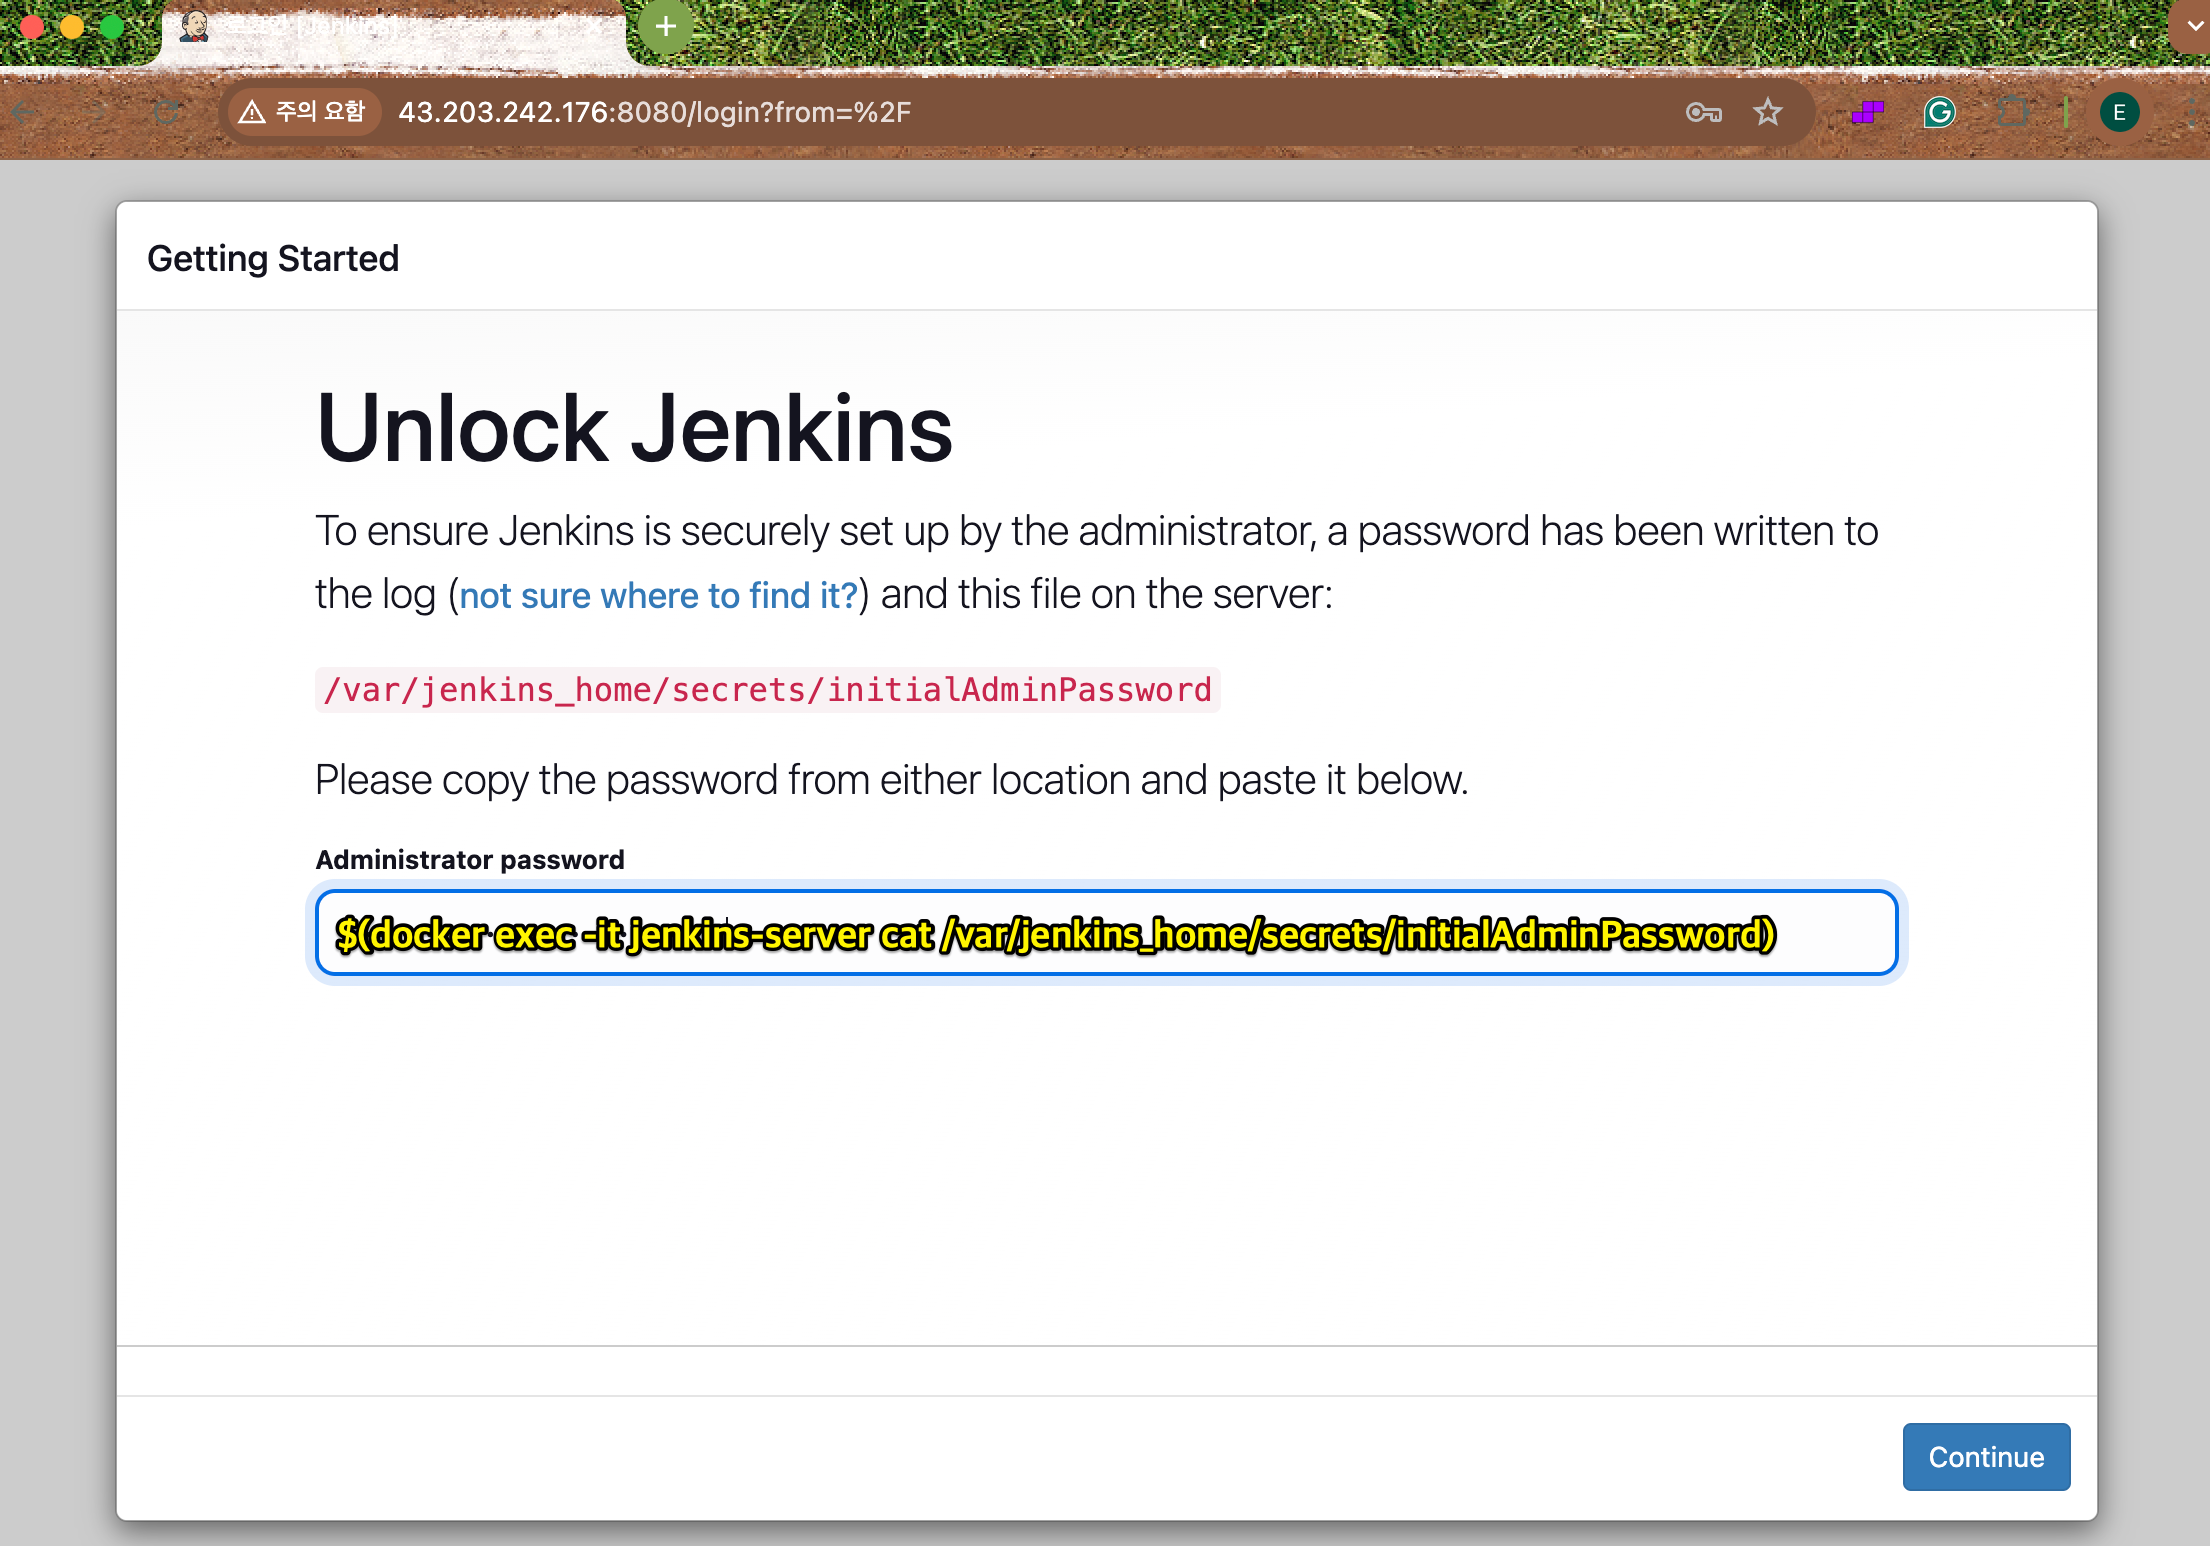 주의 요함
43.203.242.176:8080/login?from=%2F
E
Getting Started
Unlock Jenkins
To ensure Jenkins is securely set up by the administrator, a password has been written to
the log (not sure where to find it?) and this file on the server:
/var/jenkins_home/secrets/initialAdminPassword
Please copy the password from either location and paste it below.
Administrator password
$(docker exec -it jenkins-server cat /var/jenkins_home/secrets/initialAdminPassword)
Continue